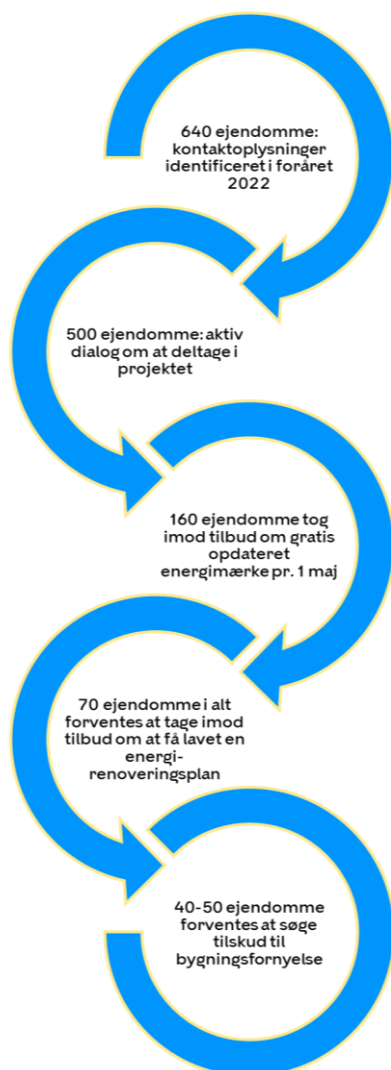 640 ejendomme:
kontaktoplysninger
identificeret i foråret
2022
500 ejendomme: aktiv
dialog om at deltage i
projektet
160 ejendomme tog
imod tilbud om gratis
opdateret
energimærke pr. 1 maj
70 ejendomme i alt
forventes at tage imod
tilbud om at få lavet en
energi-
renoveringsplan
40-50 ejendomme
forventes at søge
tilskud til
bygningsfornyelse